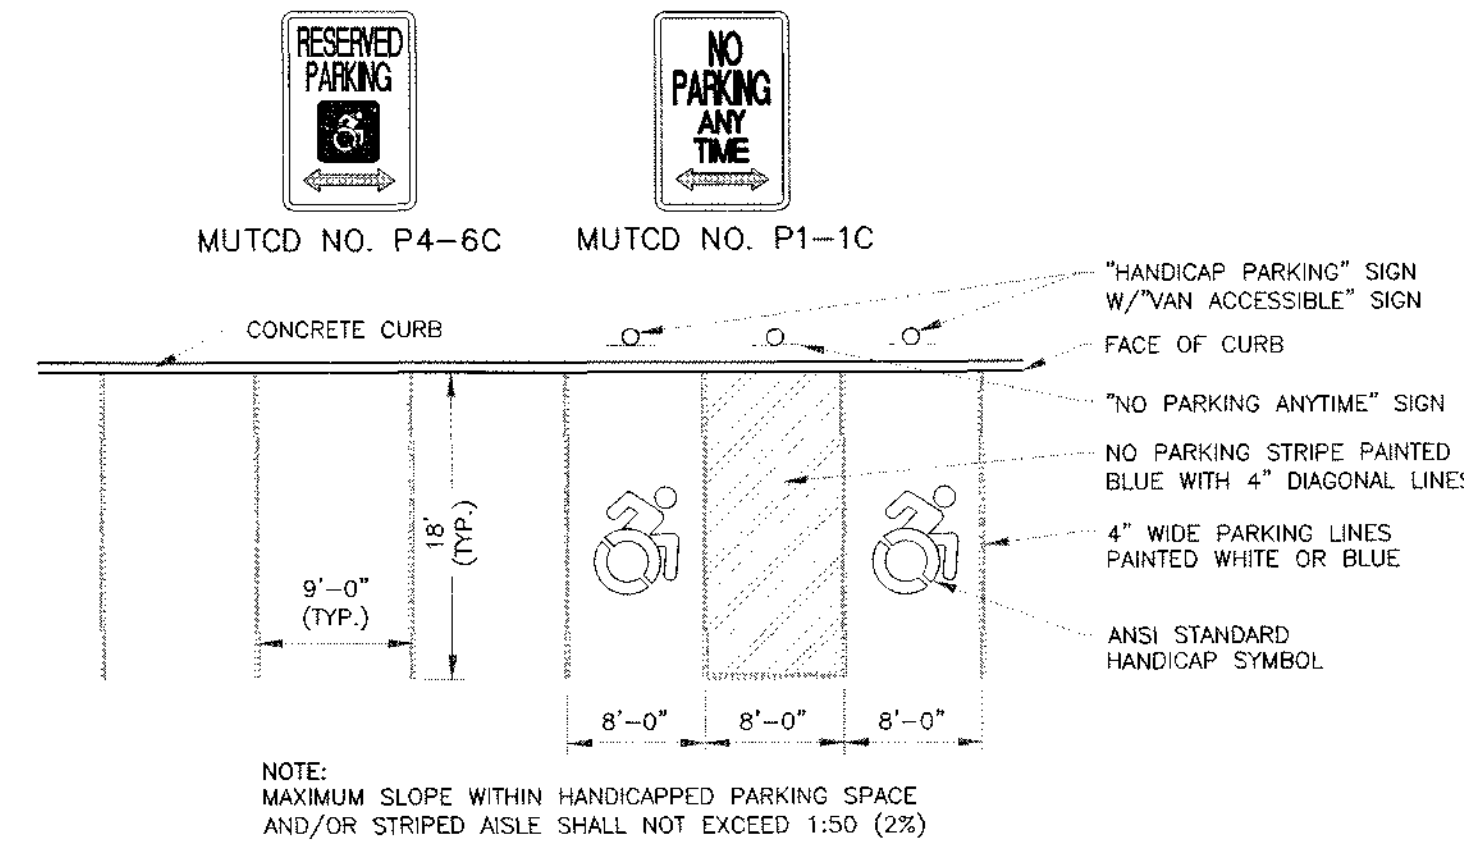 RESERVED
PARKING
NO
PARKING
ANY
TIME
MUTCD NO. P4-6C
MUTCD NO. P1-1C
"HANDICAP PARKING" SIGN
W/"VAN ACCESSIBLE" SIGN
CONCRETE CURB
FACE OF CURB
"NO PARKING ANYTIME" SIGN
NO PARKING STRIPE PAINTED
BLUE WITH 4" DIAGONAL LINES
18'
(TYP.)
4" WIDE PARKING LINES
PAINTED WHITE OR BLUE
9'-0"
(TYP.)
ANSI STANDARD
HANDICAP SYMBOL
8'-0"
8'-0"
8'-0"
NOTE:
MAXIMUM SLOPE WITHIN HANDICAPPED PARKING SPACE
AND/OR STRIPED AISLE SHALL NOT EXCEED 1:50 (2%)